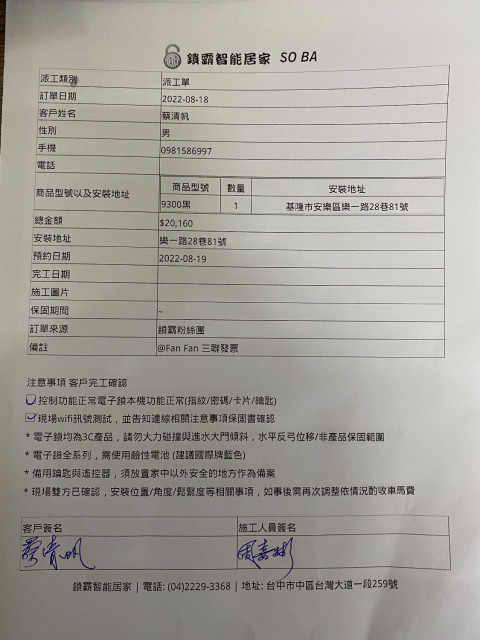 鎖霸智能居家 SO BA
派工類別 派工單
訂單日期 2022-08-18
客戶姓名 蔡清帆
性別 男
手機 0981586997
電話
商品型號以及安裝地址 商品型號 數量 安裝地址
9300黑 1 基隆市安樂區樂一路28巷81號
總金額 $20,160
安裝地址 樂一路28巷81號
預約日期 2022-08-19
完工日期
施工圖片
保固期間 ~
訂單來源 鎖霸粉絲團
備註 @Fan Fan 三聯發票
注意事項 客戶完工確認
控制功能正常電子鎖本機功能正常(指紋/密碼/卡片/鑰匙)
現場wifi訊號測試，並告知連線相關注意事項保固書確認
* 電子鎖均為3C產品，請勿大力碰撞與進水大門傾斜，水平反弓位移/非產品保固範圍
* 電子鎖全系列，需使用鹼性電池 (建議國際牌藍色)
* 備用鑰匙與遙控器，須放置家中以外安全的地方作為備案
* 現場雙方已確認，安裝位置/角度/鬆緊度等相關事項，如事後需再次調整依情況酌收車馬費
客戶簽名 施工人員簽名
蔡清帆
鎖霸智能居家 | 電話: (04)2229-3368 | 地址: 台中市中區台灣大道一段259號